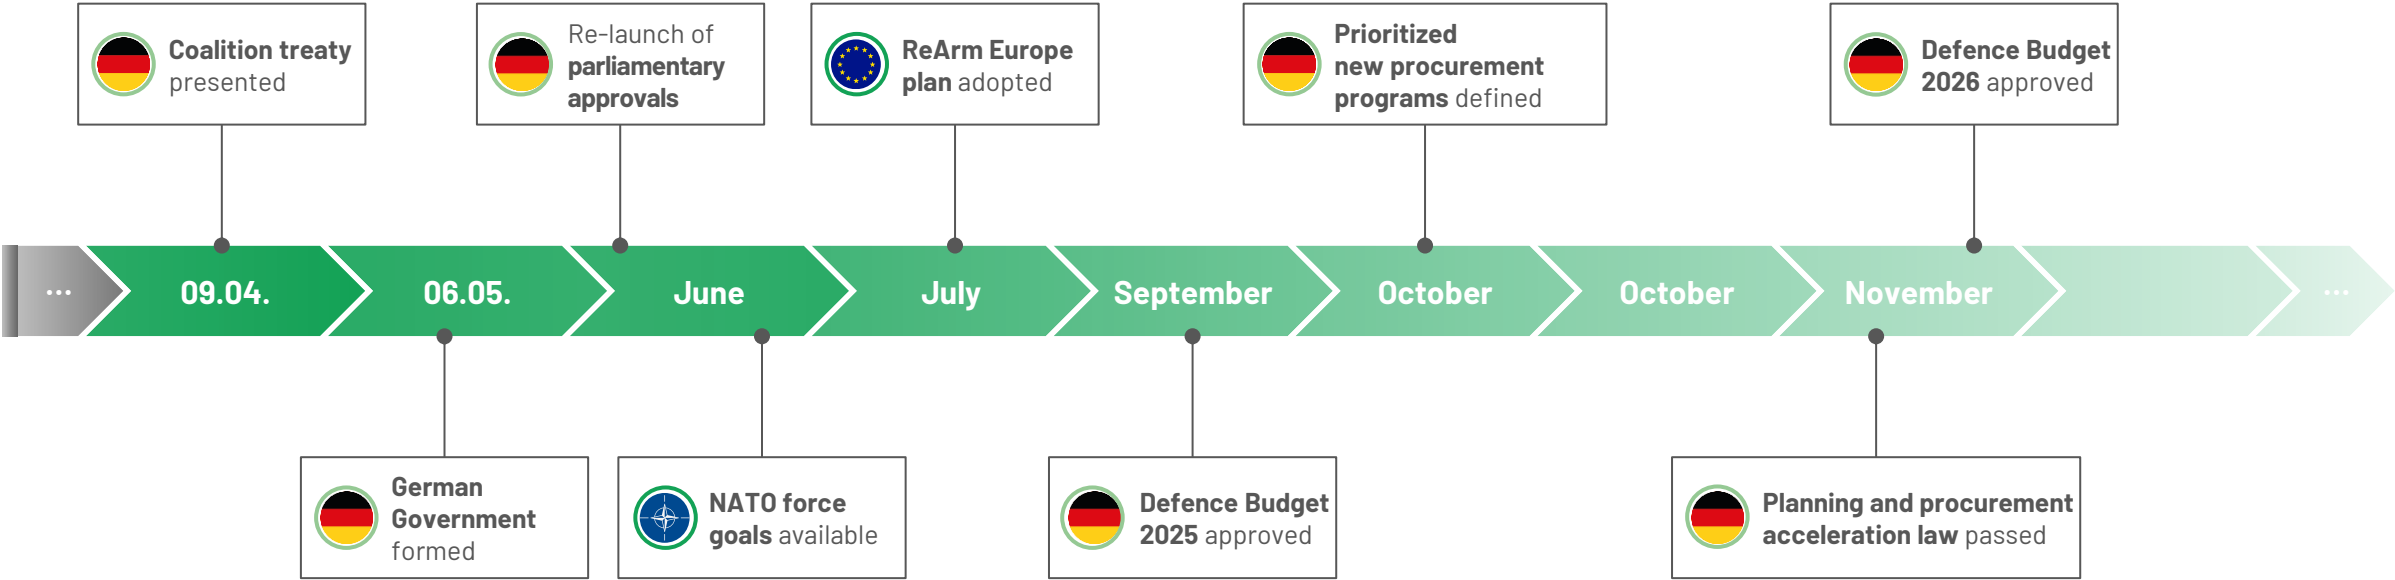 Coalition treaty
presented
Re-launch of
parliamentary
approvals
ReArm Europe
plan adopted
Prioritized
new procurement
programs defined
Defence Budget
2026 approved
...
09.04.
06.05.
June
July
September
October
October
November
...
German
Government
formed
NATO force
goals available
Defence Budget
2025 approved
Planning and procurement
acceleration law passed